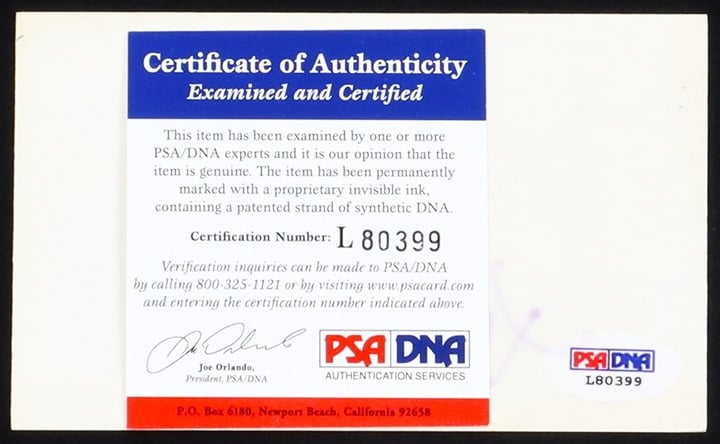 Certificate of Authenticity
Examined and Certified
This item has been examined by one or more
PSA/DNA experts and it is our opinion that the
item is genuine. The item has been permanently
marked with a proprietary invisible ink,
containing a patented strand of synthetic DNA.
Certification Number: L 80399
Verification inquiries can be made to PSA/DNA
by calling 800-325-1121 or by visiting www.psacard.com
and entering the certification number indicated above.
Joe Orlando,
President, PSA/DNA
PSA DNA
AUTHENTICATION SERVICES
P.O. Box 6180, Newport Beach, California 92658
PSA DNA
L80399